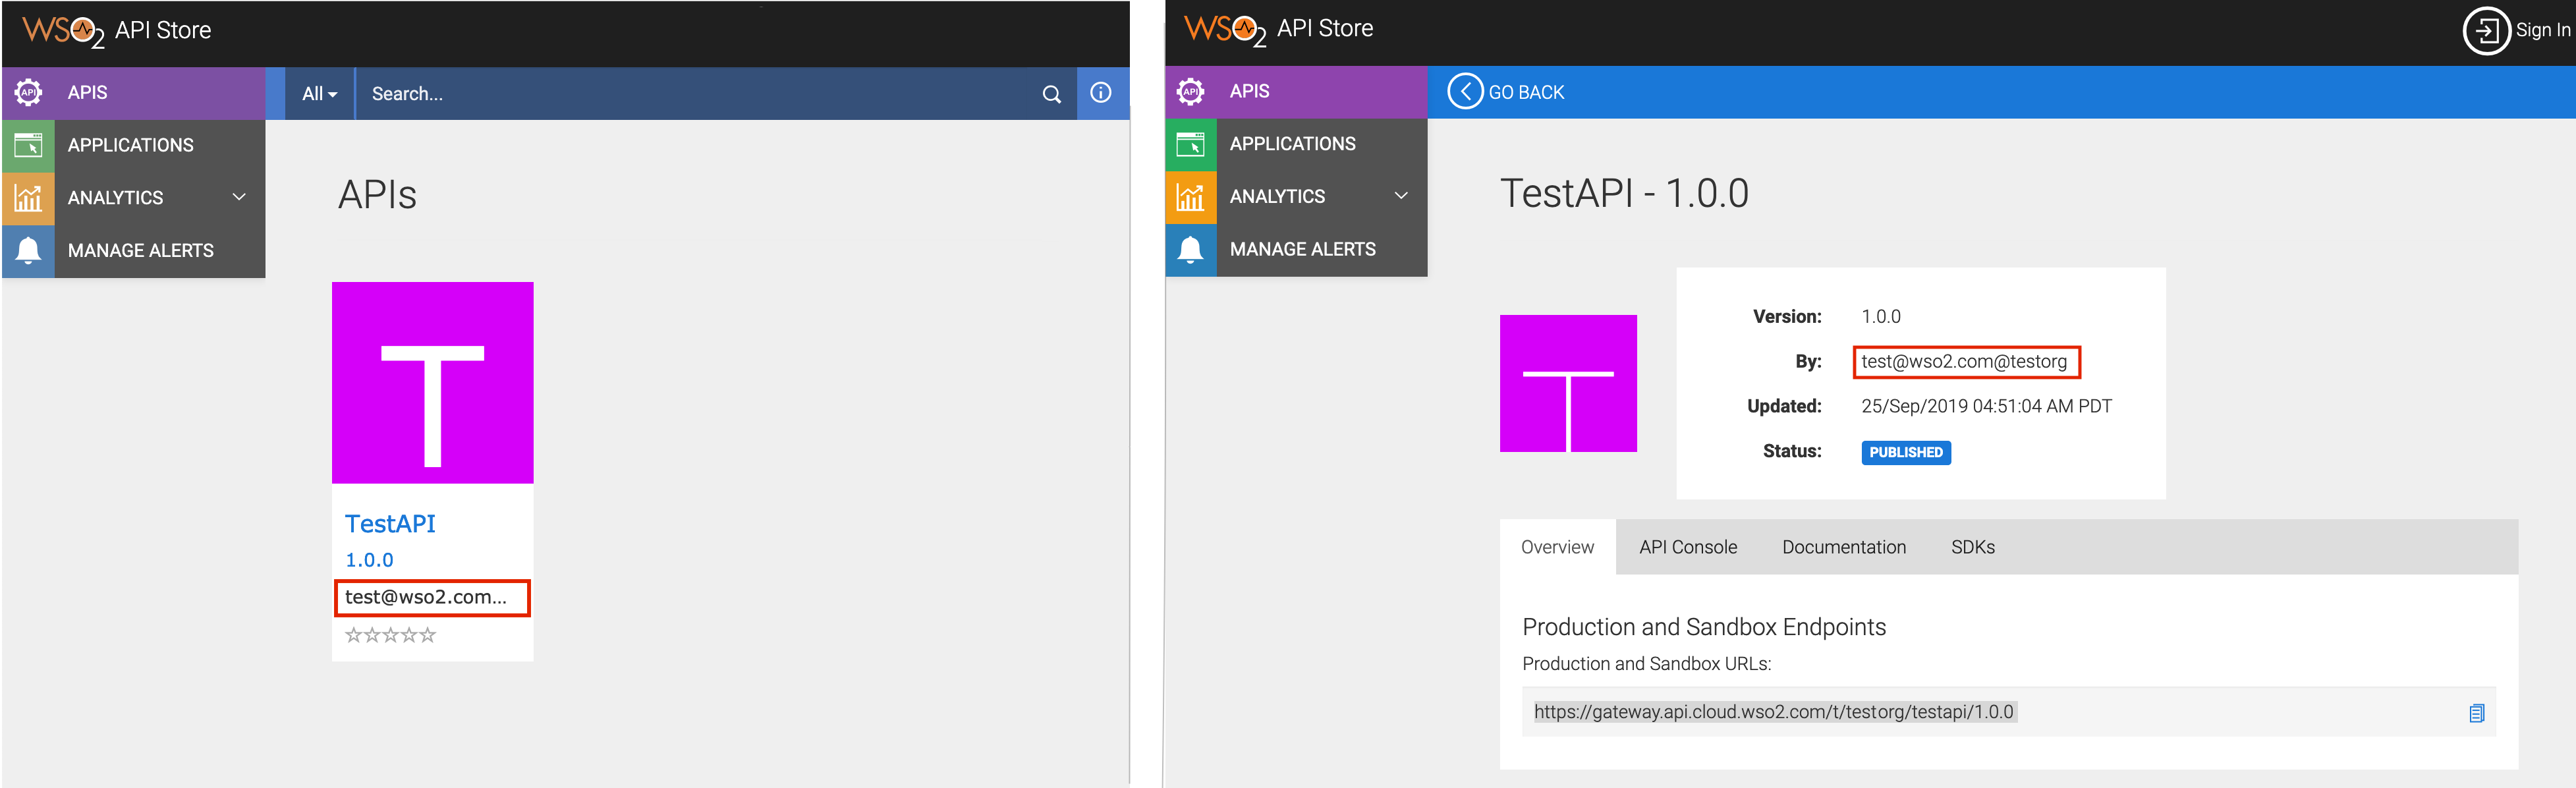 WSO2 API Store
APIS
All
Search...
APPLICATIONS
ANALYTICS
MANAGE ALERTS
APIs
T
TestAPI
1.0.0
test@wso2.com...
WSO2 API Store
Sign In
APIS
GO BACK
APPLICATIONS
ANALYTICS
MANAGE ALERTS
TestAPI - 1.0.0
T
Version: 1.0.0
By: test@wso2.com@testorg
Updated: 25/Sep/2019 04:51:04 AM PDT
Status: PUBLISHED
Overview API Console Documentation SDKs
Production and Sandbox Endpoints
Production and Sandbox URLs:
https://gateway.api.cloud.wso2.com/t/testorg/testapi/1.0.0